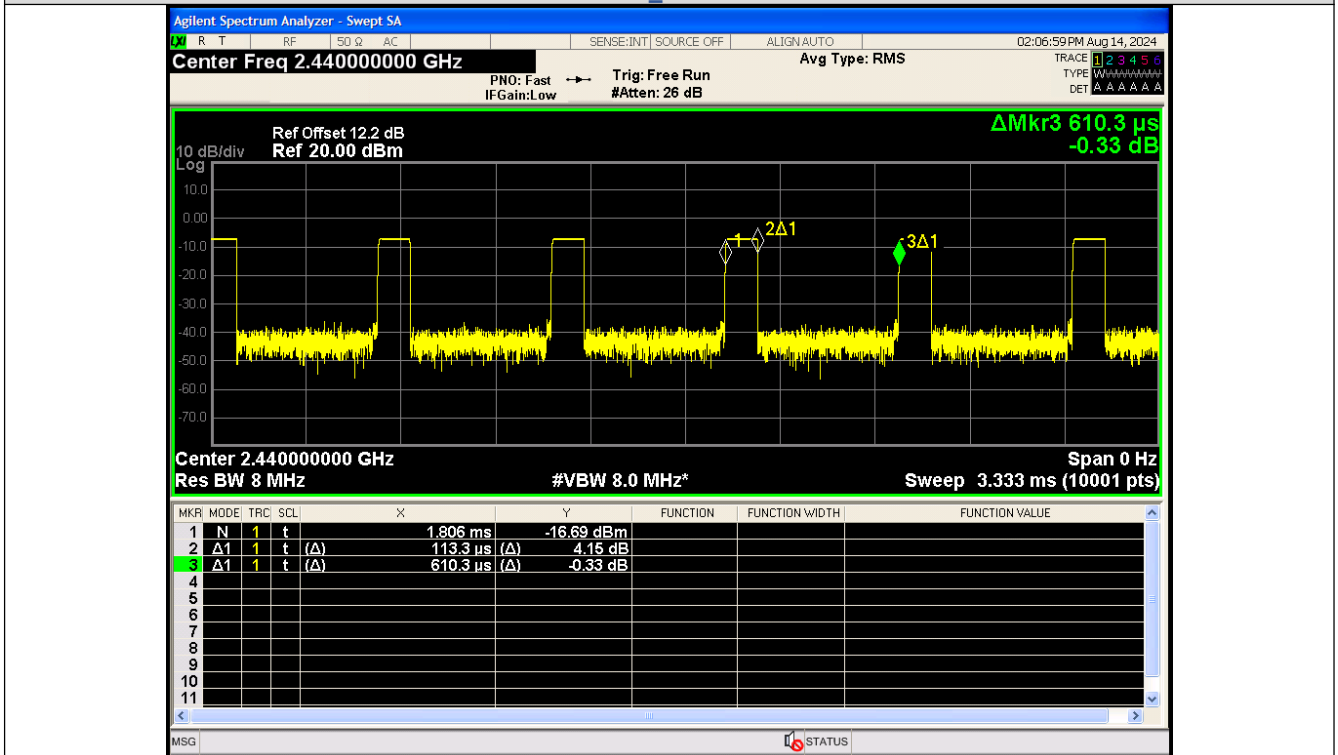 Agilent Spectrum Analyzer - Swept SA
LXI R T RF 50 Ω AC SENSE:INT SOURCE OFF ALIGN AUTO 02:06:59 PM Aug 14, 2024
Center Freq 2.440000000 GHz Avg Type: RMS TRACE 1 2 3 4 5 6
PNO: Fast Trig: Free Run TYPE WWWWWW
IFGain:Low #Atten: 26 dB DET A A A A A A
ΔMkr3 610.3 µs
Ref Offset 12.2 dB
10 dB/div Ref 20.00 dBm -0.33 dB
Log
10.0
0.00
2Δ1
1 3Δ1
-10.0
-20.0
-30.0
-40.0
-50.0
-60.0
-70.0
Center 2.440000000 GHz Span 0 Hz
Res BW 8 MHz #VBW 8.0 MHz* Sweep 3.333 ms (10001 pts)
MKR MODE TRC SCL X Y FUNCTION FUNCTION WIDTH FUNCTION VALUE
1 N 1 t 1.806 ms -16.69 dBm
2 Δ1 1 t (Δ) 113.3 µs (Δ) 4.15 dB
3 Δ1 1 t (Δ) 610.3 µs (Δ) -0.33 dB
4
5
6
7
8
9
10
11
MSG STATUS